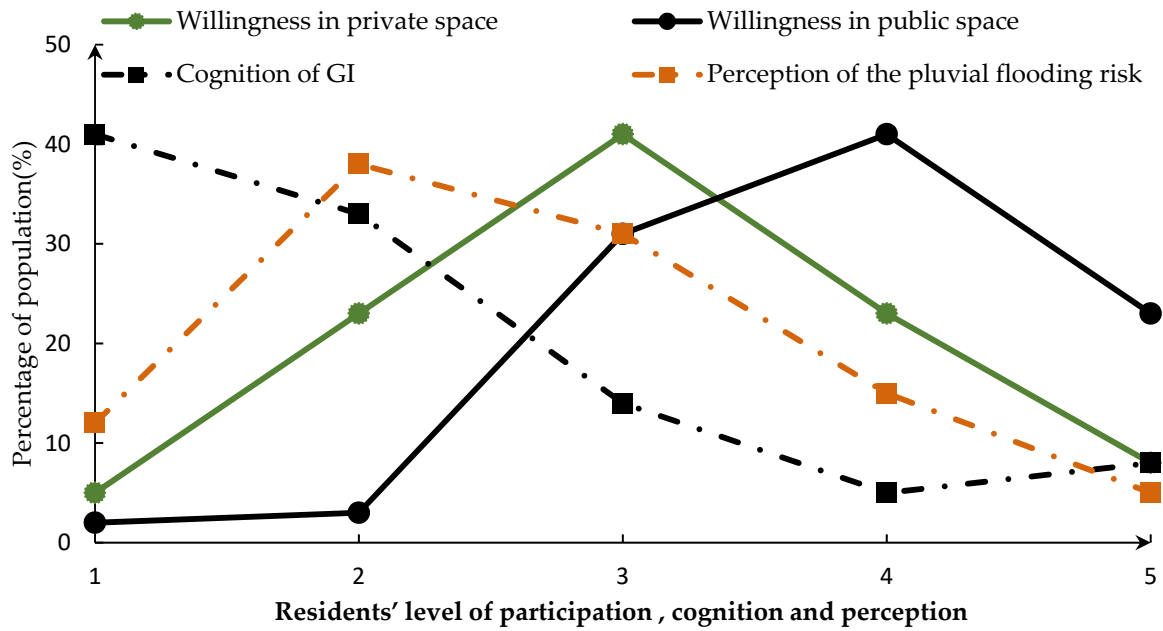 Willingness in private space
Willingness in public space
Cognition of GI
Perception of the pluvial flooding risk
Percentage of population(%)
50
40
30
20
10
0
1 2 3 4 5
Residents’ level of participation , cognition and perception